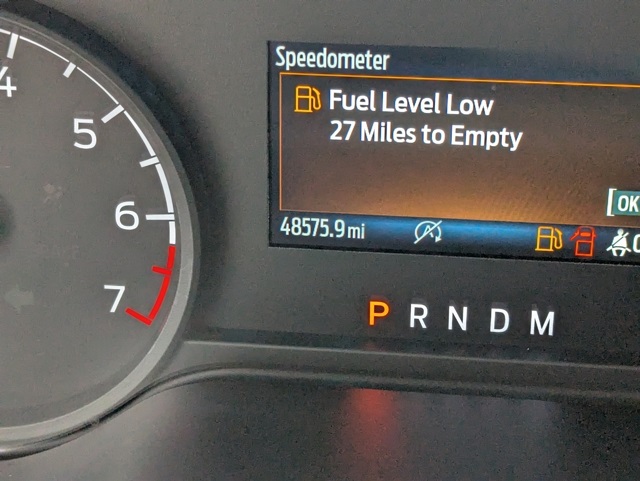 Speedometer
Fuel Level Low
27 Miles to Empty
OK
48575.9 mi
4
5
6
7
P R N D M